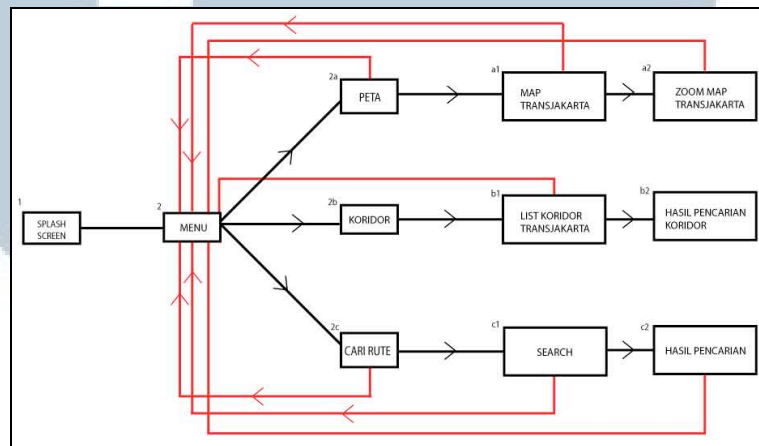 1
SPLASH
SCREEN
2
MENU
2a
PETA
a1
MAP
TRANSJAKARTA
a2
ZOOM MAP
TRANSJAKARTA
2b
KORIDOR
b1
LIST KORIDOR
TRANSJAKARTA
b2
HASIL PENCARIAN
KORIDOR
2c
CARI RUTE
c1
SEARCH
c2
HASIL PENCARIAN